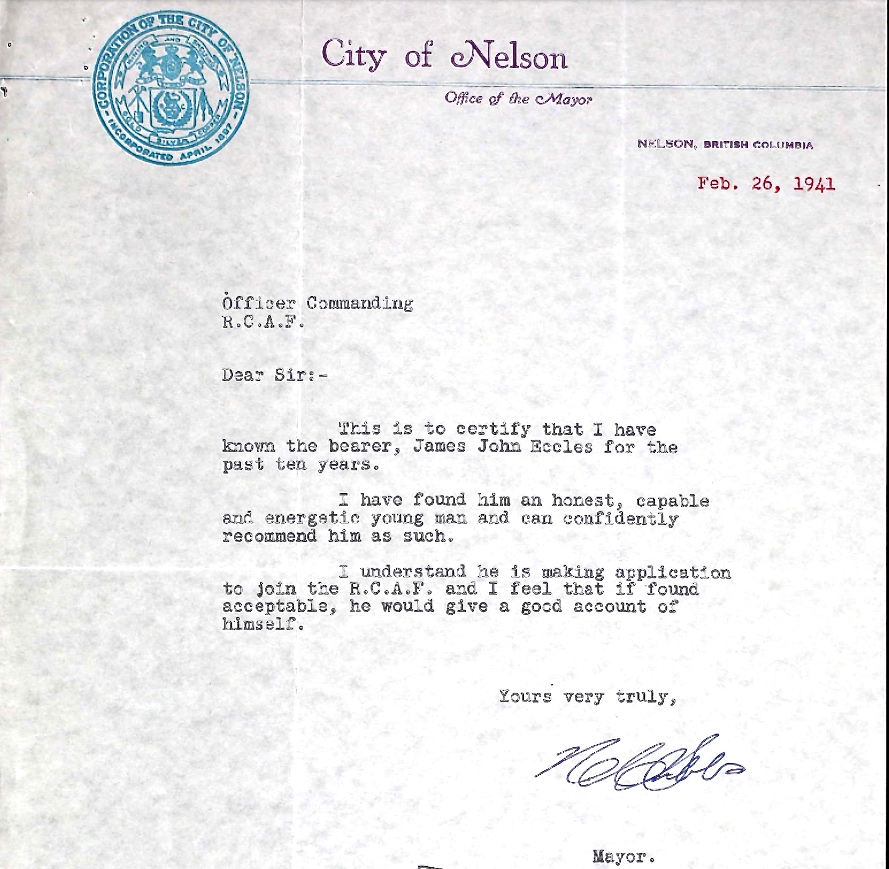 CORPORATION OF THE CITY OF NELSON
INCORPORATED APRIL 1897
City of Nelson
Office of the Mayor
NELSON, BRITISH COLUMBIA
Feb. 26, 1941
Officer Commanding
R.C.A.F.
Dear Sir:-
This is to certify that I have
known the bearer, James John Eccles for the
past ten years.
I have found him an honest, capable
and energetic young man and can confidently
recommend him as such.
I understand he is making application
to join the R.C.A.F. and I feel that if found
acceptable, he would give a good account of
himself.
Yours very truly,
Mayor.